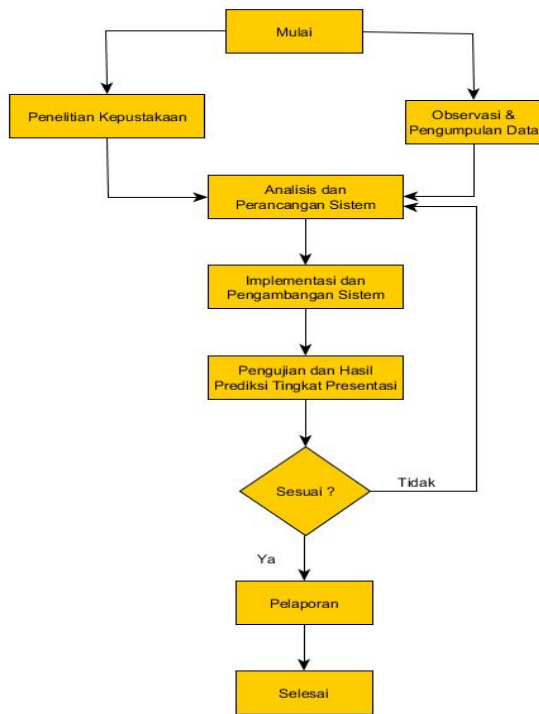 Mulai
Penelitian Kepustakaan
Observasi &
Pengumpulan Data
Analisis dan
Perancangan Sistem
Implementasi dan
Pengambangan Sistem
Pengujian dan Hasil
Prediksi Tingkat Presentasi
Sesuai ?
Tidak
Ya
Pelaporan
Selesai